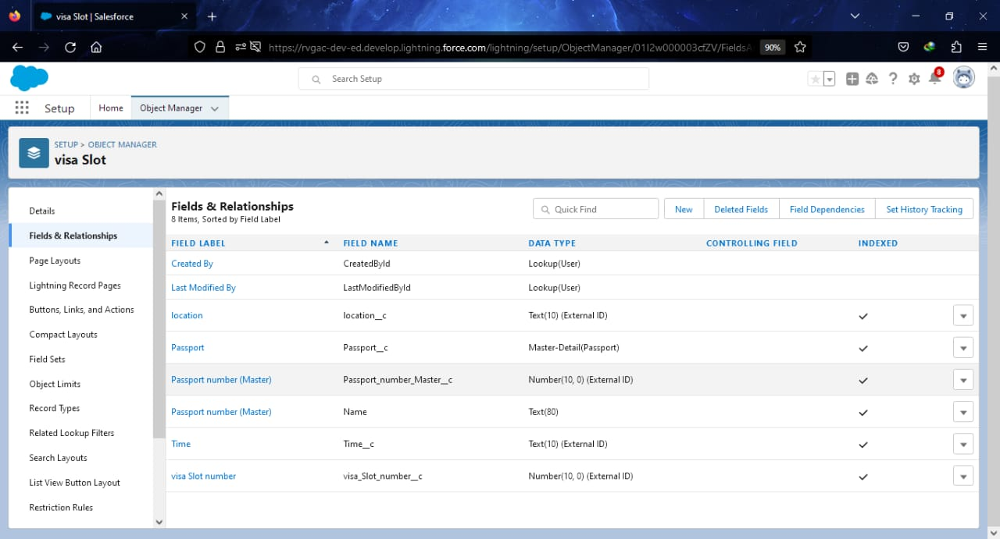 visa Slot | Salesforce
https://rvgac-dev-ed.develop.lightning.force.com/lightning/setup/ObjectManager/01I2w000003cfZV/FieldsA
90%
Search Setup
8
Setup
Home
Object Manager
SETUP > OBJECT MANAGER
visa Slot
Details
Fields & Relationships
Page Layouts
Lightning Record Pages
Buttons, Links, and Actions
Compact Layouts
Field Sets
Object Limits
Record Types
Related Lookup Filters
Search Layouts
List View Button Layout
Restriction Rules
Fields & Relationships
8 Items, Sorted by Field Label
Quick Find
New
Deleted Fields
Field Dependencies
Set History Tracking
FIELD LABEL FIELD NAME DATA TYPE CONTROLLING FIELD INDEXED
Created By CreatedById Lookup(User)
Last Modified By LastModifiedById Lookup(User)
location location__c Text(10) (External ID)
Passport Passport__c Master-Detail(Passport)
Passport number (Master) Passport_number_Master__c Number(10, 0) (External ID)
Passport number (Master) Name Text(80)
Time Time__c Text(10) (External ID)
visa Slot number visa_Slot_number__c Number(10, 0) (External ID)